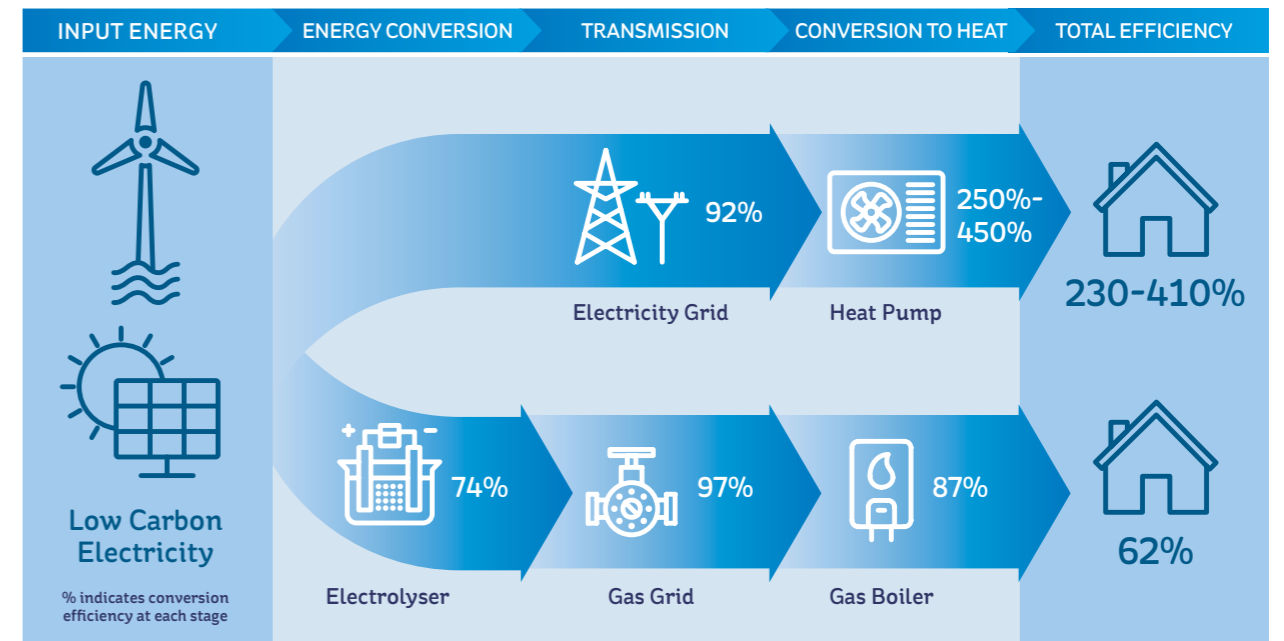 INPUT ENERGY
ENERGY CONVERSION
TRANSMISSION
CONVERSION TO HEAT
TOTAL EFFICIENCY
92%
250%-
450%
Electricity Grid
Heat Pump
230-410%
+ -
74%
97%
87%
Low Carbon
Electricity
% indicates conversion
efficiency at each stage
Electrolyser
Gas Grid
Gas Boiler
62%